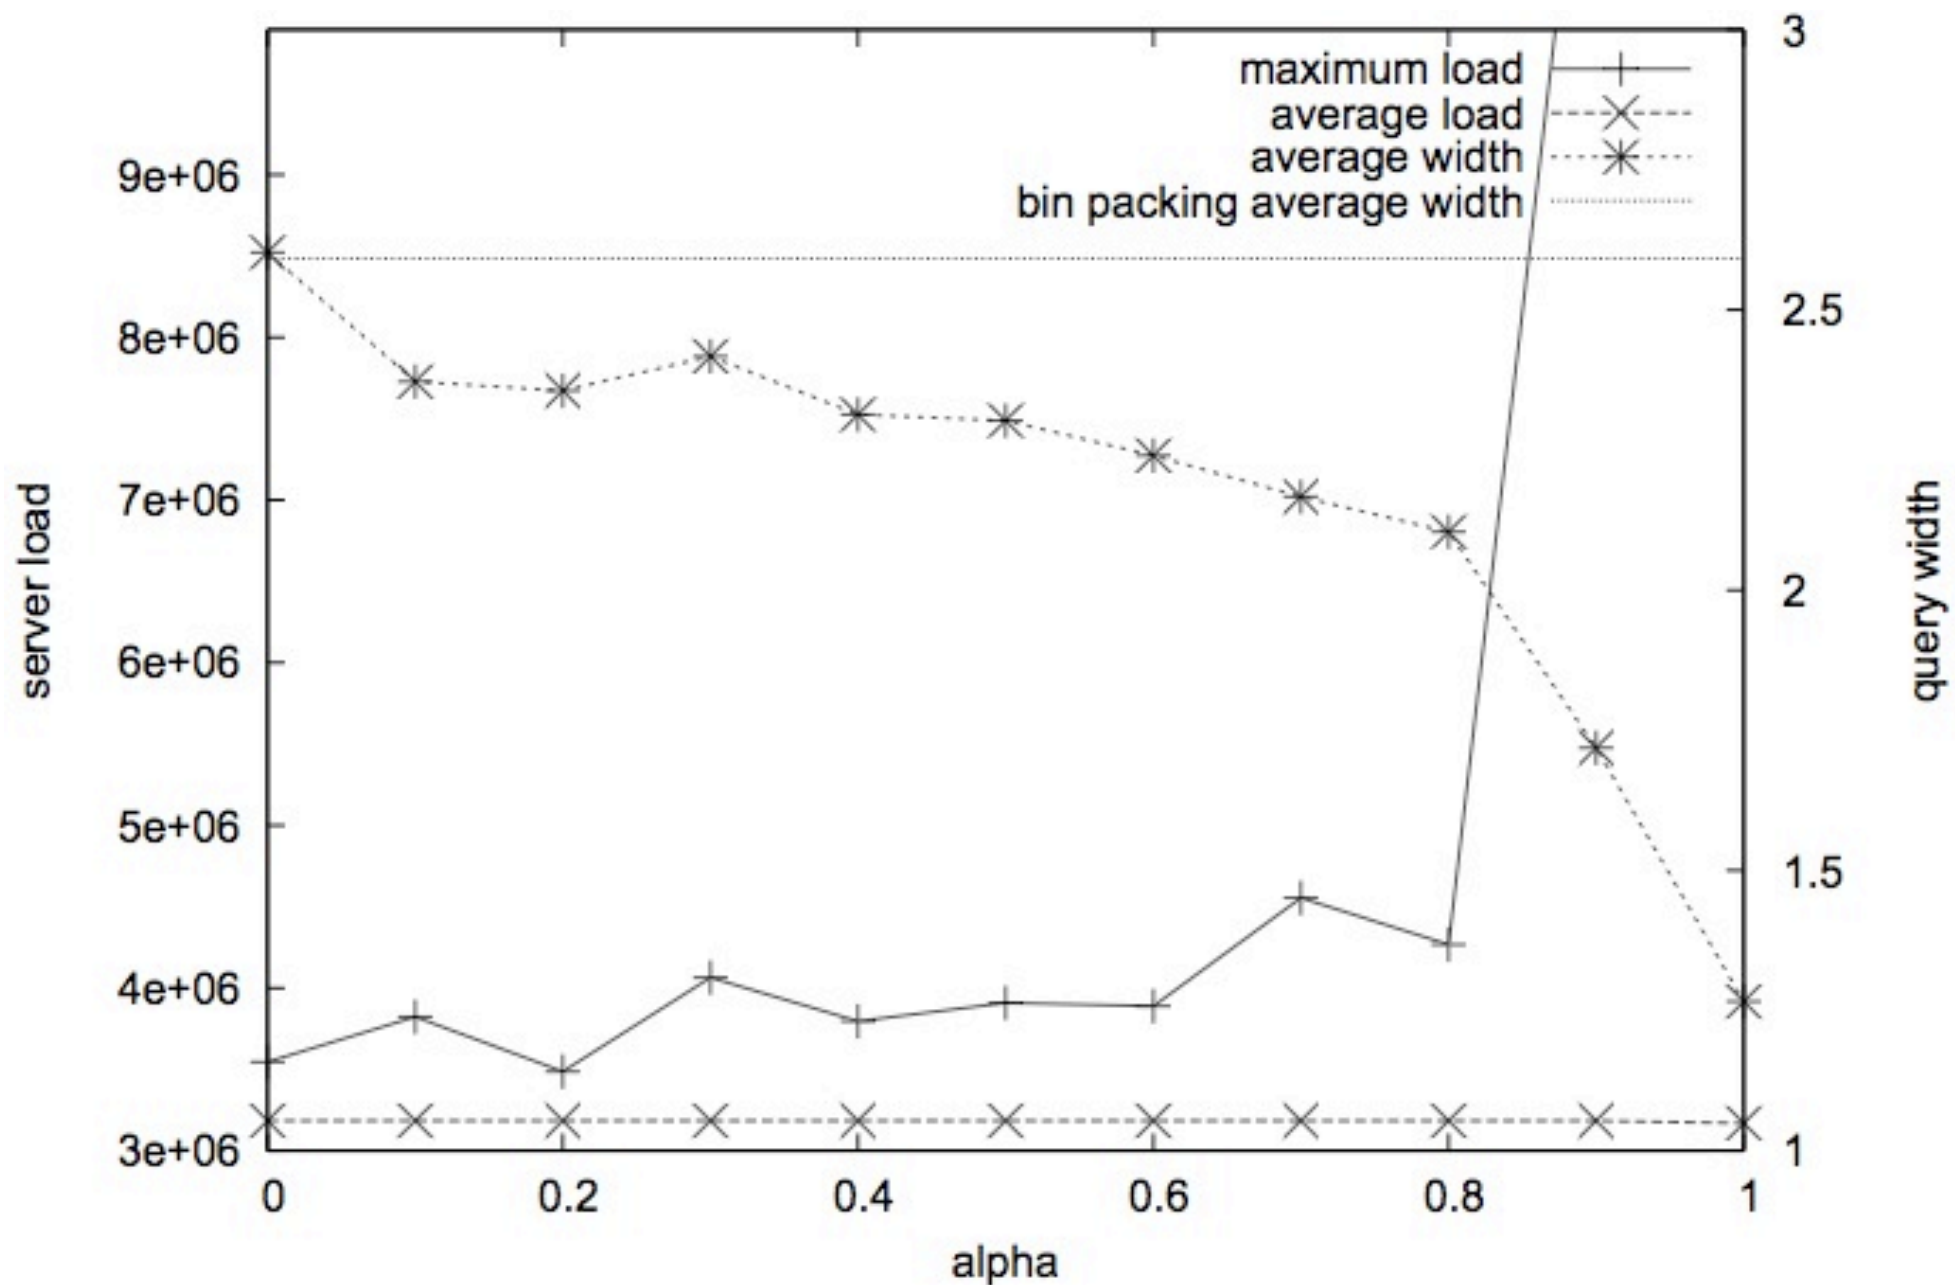 3
maximum load
average load
average width
bin packing average width
9e+06
8e+06
7e+06
6e+06
5e+06
4e+06
3e+06
server load
2.5
2
1.5
1
query width
0 0.2 0.4 0.6 0.8 1
alpha